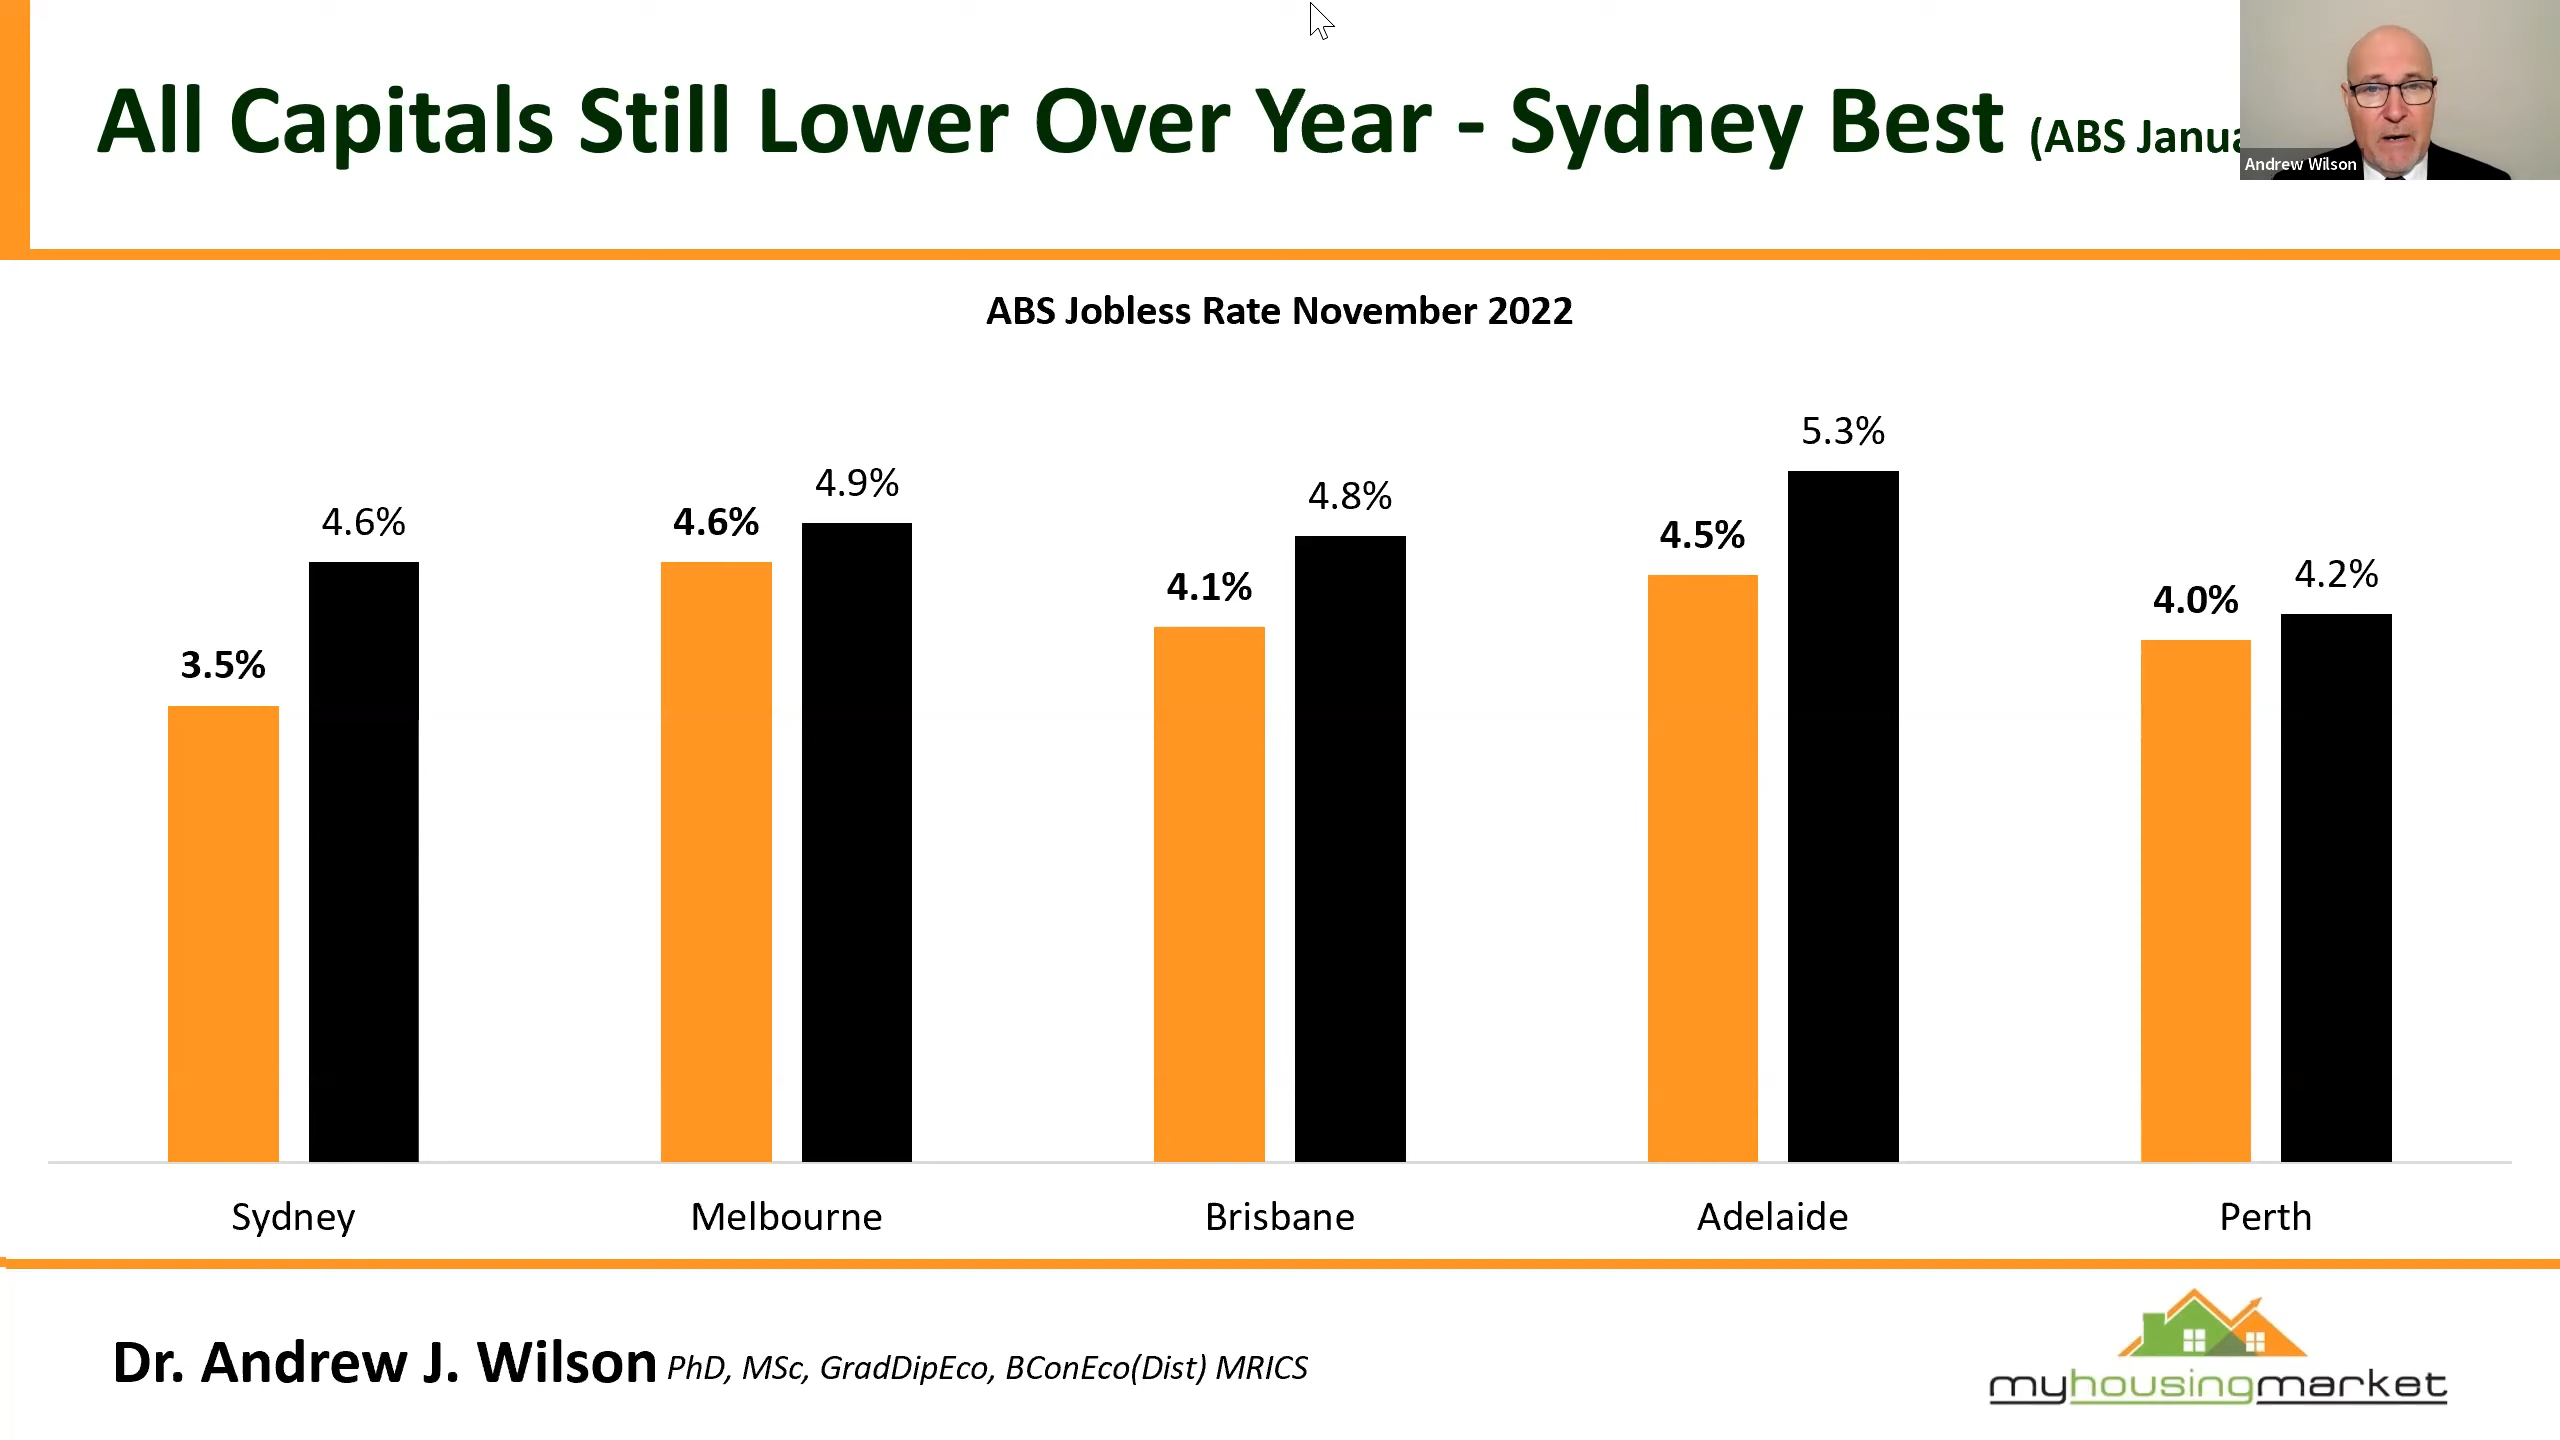 All Capitals Still Lower Over Year - Sydney Best (ABS
Andrew Wilson
ABS Jobless Rate November 2022
3.5% 4.6% 4.6% 4.9% 4.1% 4.8% 4.5% 5.3% 4.0% 4.2%
Sydney Melbourne Brisbane Adelaide Perth
Dr. Andrew J. Wilson PhD, MSc, GradDipEco, BConEco(Dist) MRICS
myhousingmarket